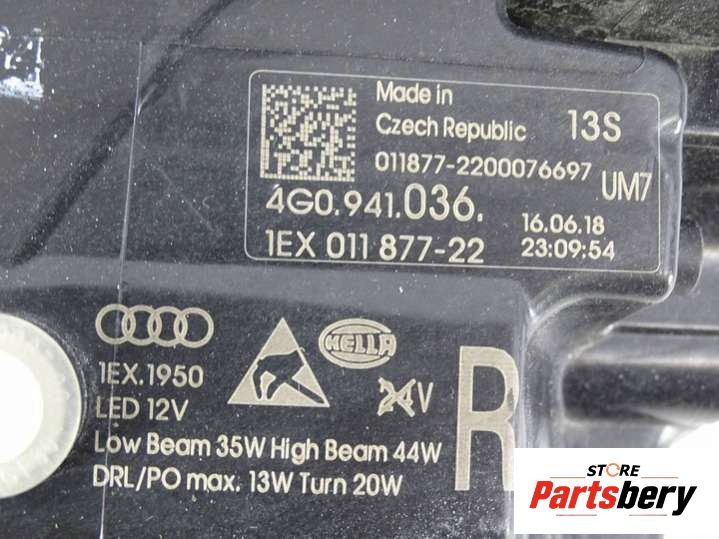 Made in
Czech Republic 13S
011877-2200076697
UM7
4G0.941.036.
16.06.18
1EX 011 877-22
23:09:54
HELLA
1EX.1950
LED 12V
24V
R
Low Beam 35W High Beam 44W
DRL/PO max. 13W Turn 20W
STORE
Partsbery